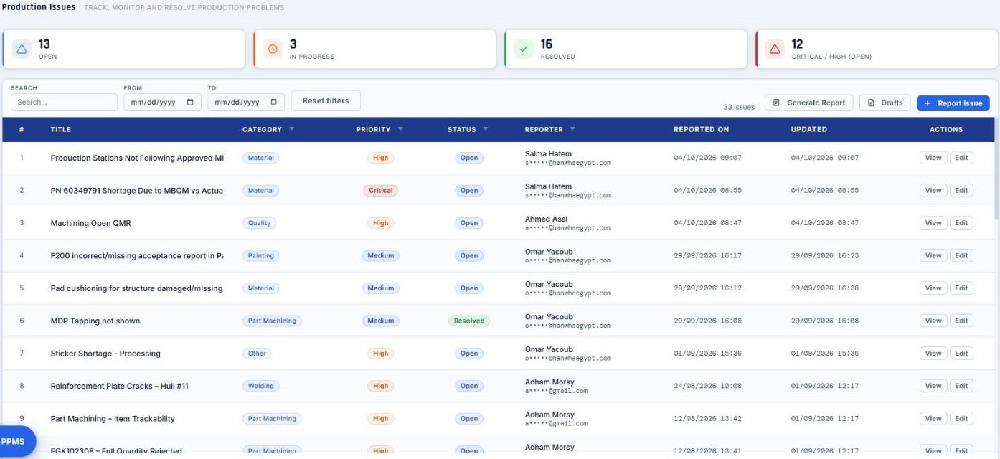 Production Issues TRACK, MONITOR AND RESOLVE PRODUCTION PROBLEMS
13
OPEN
3
IN PROGRESS
16
RESOLVED
12
CRITICAL / HIGH (OPEN)
SEARCH FROM TO
Search... mm/dd/yyyy mm/dd/yyyy Reset filters
33 issues Generate Report Drafts + Report Issue
# TITLE CATEGORY PRIORITY STATUS REPORTER REPORTED ON UPDATED ACTIONS
1 Production Stations Not Following Approved MI Material High Open Salma Hatem 04/10/2026 09:07 04/10/2026 09:07 View Edit
s•••••@hanwhaegypt.com
2 PN 60349791 Shortage Due to MBOM vs Actua Material Critical Open Salma Hatem 04/10/2026 08:55 04/10/2026 08:55 View Edit
s•••••@hanwhaegypt.com
3 Machining Open QMR Quality High Open Ahmed Asal 04/10/2026 08:47 04/10/2026 08:47 View Edit
a•••••@hanwhaegypt.com
4 F200 incorrect/missing acceptance report in Pa Painting Medium Open Omar Yacoub 29/09/2026 16:17 29/09/2026 16:23 View Edit
o•••••@hanwhaegypt.com
5 Pad cushioning for structure damaged/missing Material Medium Open Omar Yacoub 29/09/2026 16:12 29/09/2026 16:38 View Edit
o•••••@hanwhaegypt.com
6 MDP Tapping not shown Part Machining Medium Resolved Omar Yacoub 29/09/2026 16:08 29/09/2026 16:08 View Edit
o•••••@hanwhaegypt.com
7 Sticker Shortage - Processing Other High Open Omar Yacoub 01/09/2026 15:36 01/09/2026 15:36 View Edit
o•••••@hanwhaegypt.com
8 Reinforcement Plate Cracks – Hull #11 Welding High Open Adham Morsy 24/08/2026 10:08 01/09/2026 12:17 View Edit
a•••••@gmail.com
9 Part Machining – Item Trackability Part Machining High Open Adham Morsy 12/08/2026 13:42 01/09/2026 12:17 View Edit
a•••••@gmail.com
PPMS
EGK102308 – Full Quantity Rejected Part Machining High Open Adham Morsy 12/08/2026 13:41 01/09/2026 12:17 View Edit